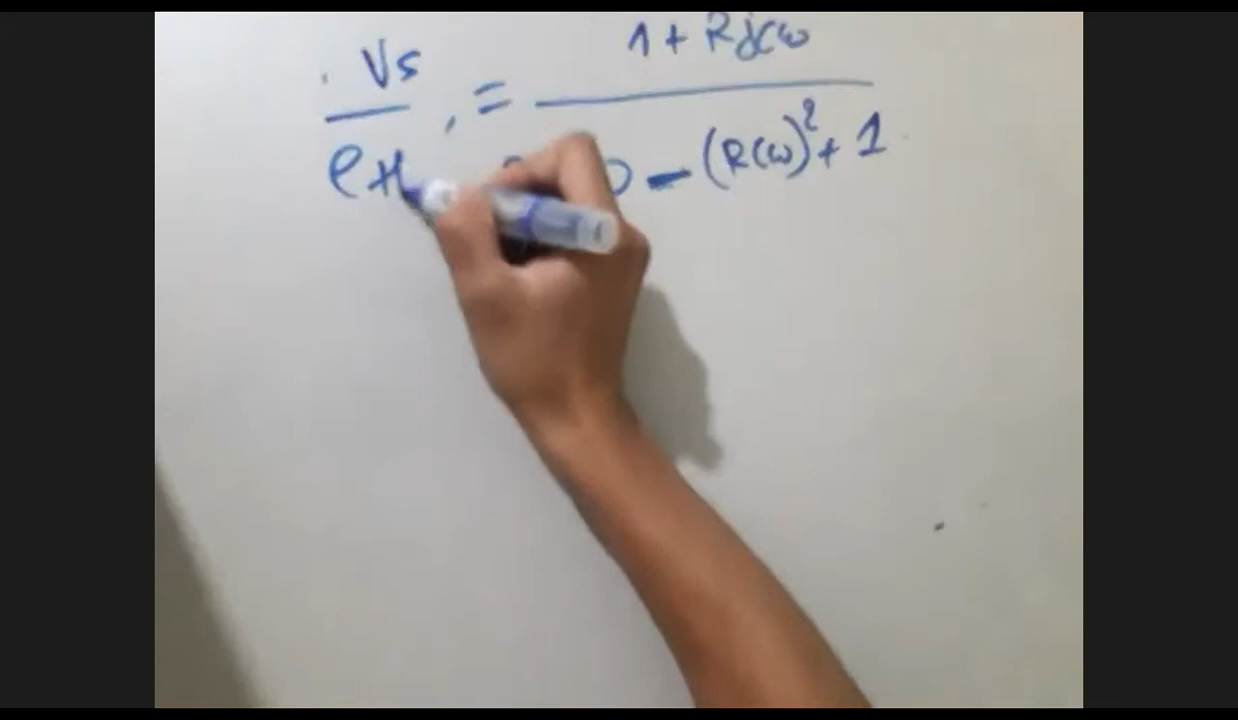 Vs = 1 + RjCω
e - (RCω)² + 1